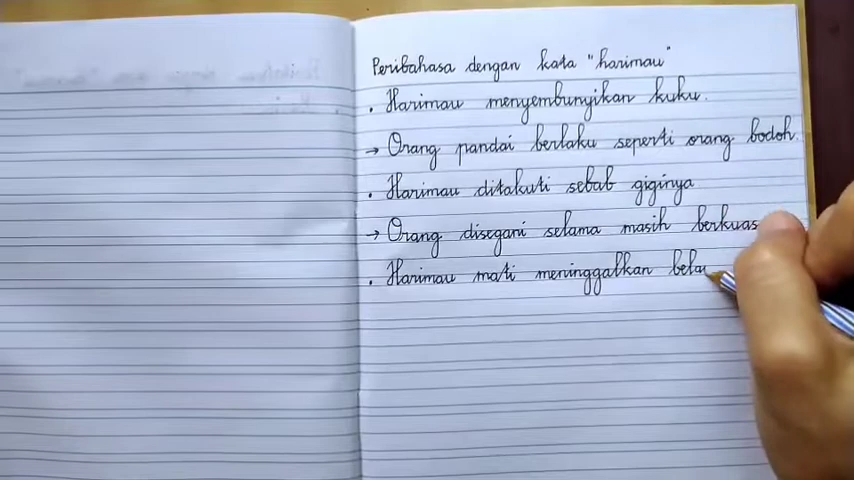 Peribahasa dengan kata "harimau"
. Harimau menyembunyikan kuku.
→ Orang pandai berlaku seperti orang bodoh.
. Harimau ditakuti sebab giginya
→ Orang disegani selama masih berkuas
. Harimau mati meninggalkan bela